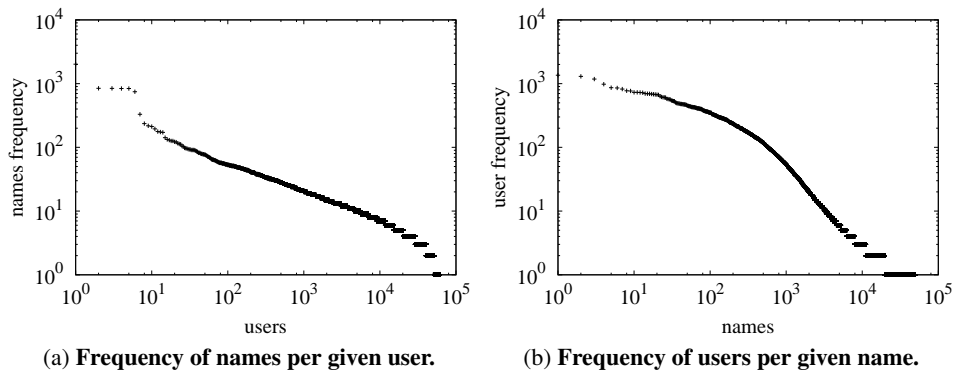 10^4
10^3
10^2
10^1
10^0
names frequency
10^0 10^1 10^2 10^3 10^4 10^5
users
(a) Frequency of names per given user.
10^4
10^3
10^2
10^1
10^0
user frequency
10^0 10^1 10^2 10^3 10^4 10^5
names
(b) Frequency of users per given name.